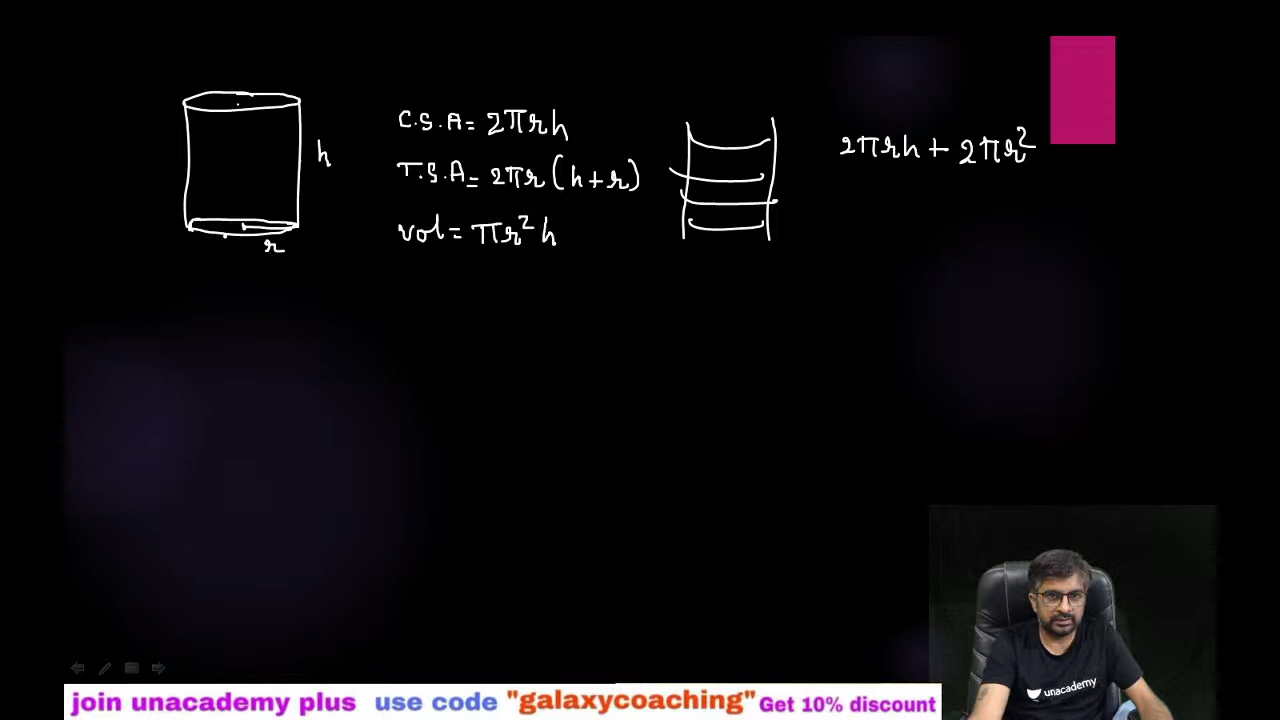 h
r
C.S.A = 2πrh
T.S.A = 2πr (h+r)
vol = πr²h
2πrh + 2πr²
unacademy
join unacademy plus use code "galaxycoaching" Get 10% discount